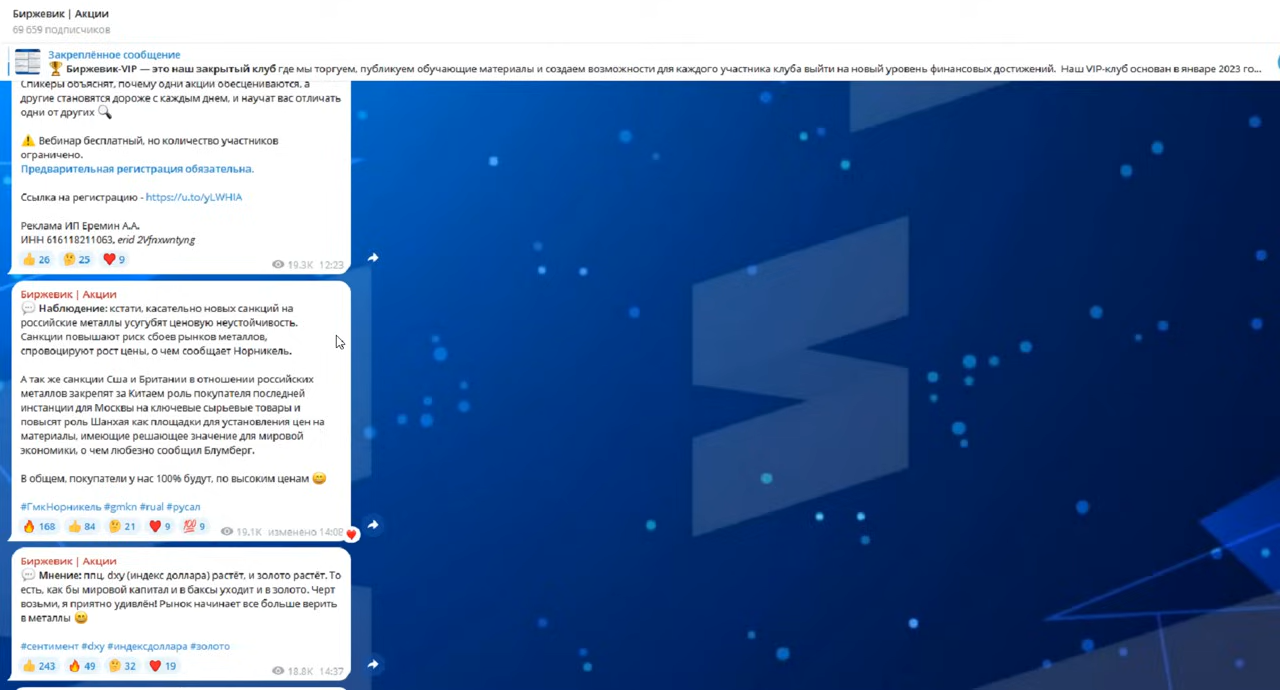 Биржевик | Акции
69 659 подписчиков
Закреплённое сообщение
🏆 Биржевик-VIP — это наш закрытый клуб где мы торгуем, публикуем обучающие материалы и создаем возможности для каждого участника клуба выйти на новый уровень финансовых достижений. Наш VIP-клуб основан в январе 2023 го...
Спикеры объяснят, почему одни акции обесцениваются, а
другие становятся дороже с каждым днем, и научат вас отличать
одни от других 🔍
⚠️ Вебинар бесплатный, но количество участников
ограничено.
Предварительная регистрация обязательна.
Ссылка на регистрацию - https://u.to/yLWHIA
Реклама ИП Еремин А.А.
ИНН 616118211063, erid 2Vfnxwntyng
👍 26 🤔 25 ❤️ 9 19.3K 12:23
Биржевик | Акции
💬 Наблюдение: кстати, касательно новых санкций на
российские металлы усугубят ценовую неустойчивость.
Санкции повышают риск сбоев рынков металлов,
спровоцируют рост цены, о чем сообщает Норникель.
А так же санкции Сша и Британии в отношении российских
металлов закрепят за Китаем роль покупателя последней
инстанции для Москвы на ключевые сырьевые товары и
повысят роль Шанхая как площадки для установления цен на
материалы, имеющие решающее значение для мировой
экономики, о чем любезно сообщил Блумберг.
В общем, покупатели у нас 100% будут, по высоким ценам 😀
#ГмкНорникель #gmkn #rual #русал
🔥 168 👍 84 🤔 21 ❤️ 9 💯 9 19.1K изменено 14:08
Биржевик | Акции
💬 Мнение: ппц, dxy (индекс доллара) растёт, и золото растёт. То
есть, как бы мировой капитал и в баксы уходит и в золото. Черт
возьми, я приятно удивлён! Рынок начинает все больше верить
в металлы 😀
#сентимент #dxy #индексдоллара #золото
👍 243 🔥 49 🤔 32 ❤️ 19 18.8K 14:37